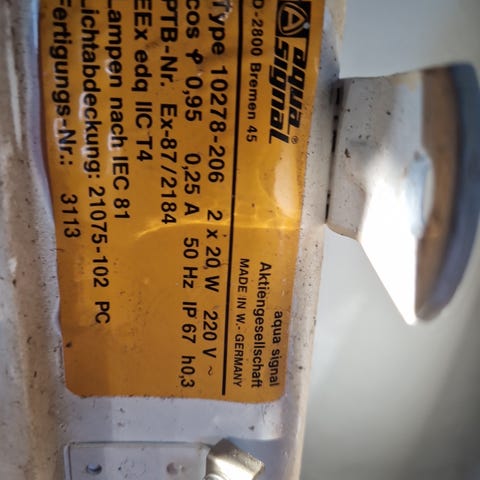 aqua signal
aqua
signal
Aktiengesellschaft
D-2800 Bremen 45
MADE IN W.- GERMANY
Type 10278-206 2 x 20 W 220 V ~
cos φ 0,95 0,25 A 50 Hz IP 67 h0,3
PTB-Nr. Ex-87/2184
EEx edq IIC T4
Lampen nach IEC 81
Lichtabdeckung: 21075-102 PC
Fertigungs-Nr.: 3113